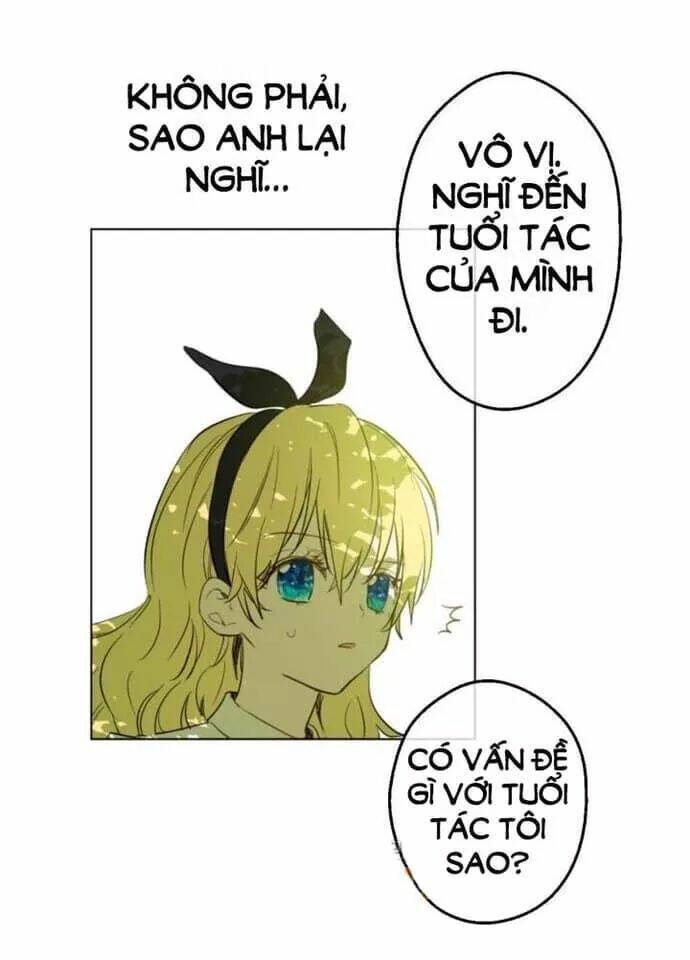 KHÔNG PHẢI,
SAO ANH LẠI
NGHĨ...
VÔ VỊ.
NGHĨ ĐẾN
TUỔI TÁC
CỦA MÌNH
ĐI.
CÓ VẤN ĐỀ
GÌ VỚI TUỔI
TÁC TÔI
SAO?